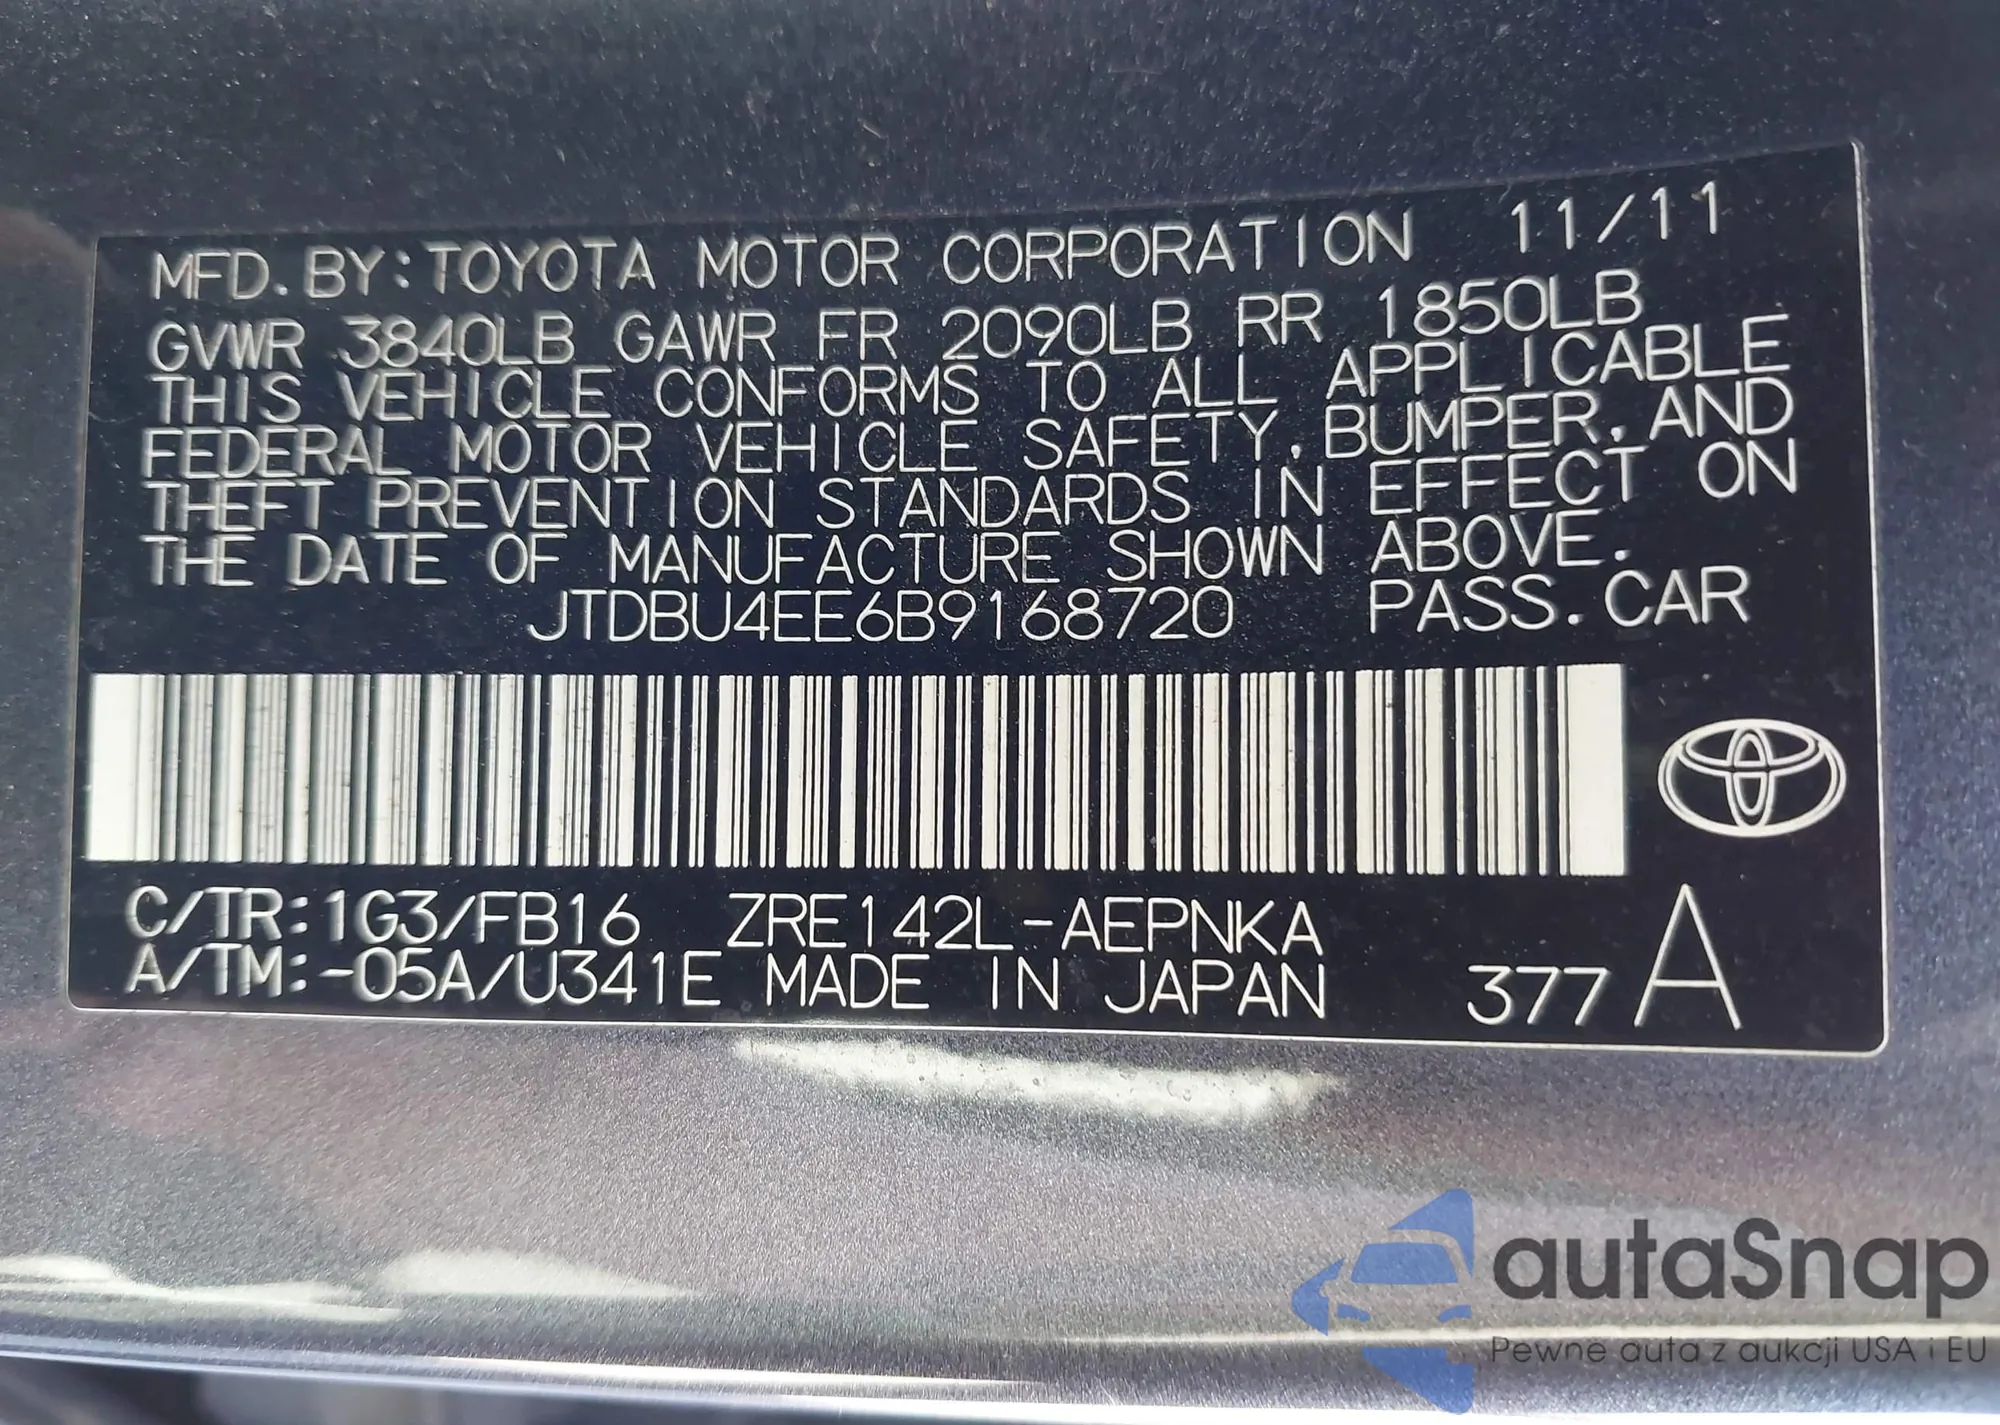 MFD. BY: TOYOTA MOTOR CORPORATION 11/11
GVWR 3840LB GAWR FR 2090LB RR 1850LB
THIS VEHICLE CONFORMS TO ALL APPLICABLE
FEDERAL MOTOR VEHICLE SAFETY, BUMPER, AND
THEFT PREVENTION STANDARDS IN EFFECT ON
THE DATE OF MANUFACTURE SHOWN ABOVE.
JTDBU4EE6B9168720 PASS. CAR
C/TR: 1G3/FB16 ZRE142L-AEPNKA
A/TM: -05A/U341E MADE IN JAPAN 377 A
autaSnap
Pewne auta z aukcji USA i EU